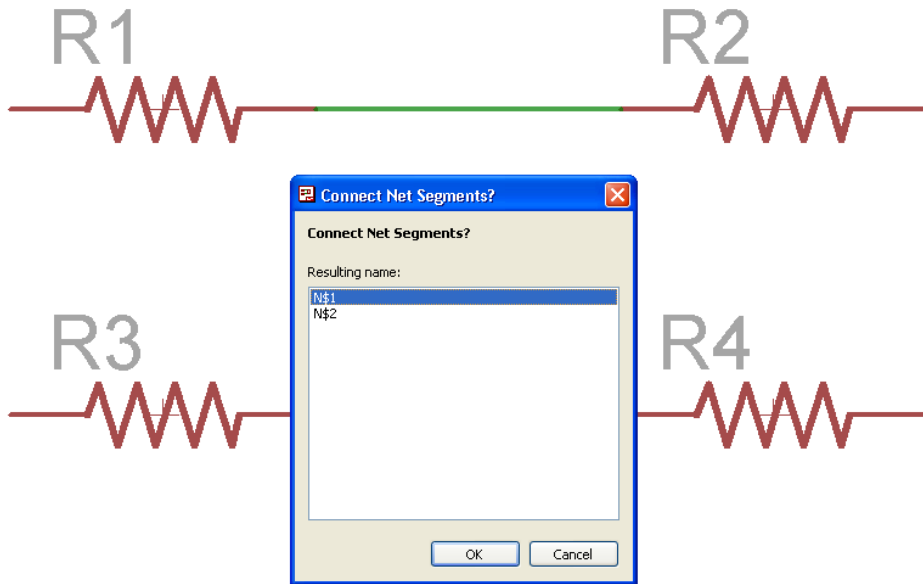 R1
R2
Connect Net Segments?
Connect Net Segments?
Resulting name:
N$1
N$2
R3
R4
OK
Cancel